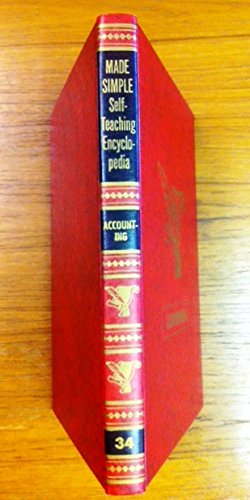 MADE
SIMPLE
Self-
Teaching
Encyclo-
pedia
ACCOUNT-
ING
34